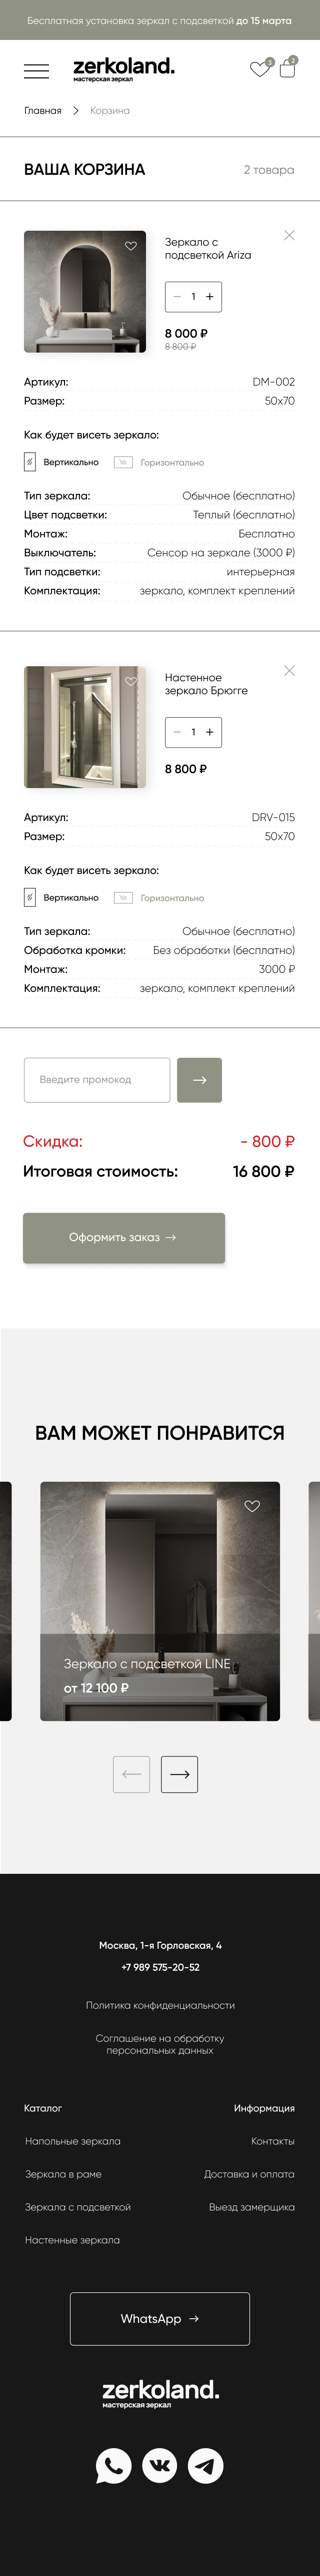 Бесплатная установка зеркал с подсветкой до 15 марта
zerkoland.
мастерская зеркал
3
2
Главная
Корзина
ВАША КОРЗИНА
2 товара
Зеркало с
подсветкой Ariza
1
8 000 ₽
8 800 ₽
Артикул: DM-002
Размер: 50x70
Как будет висеть зеркало:
Вертикально Горизонтально
Тип зеркала: Обычное (бесплатно)
Цвет подсветки: Теплый (бесплатно)
Монтаж: Бесплатно
Выключатель: Сенсор на зеркале (3000 ₽)
Тип подсветки: интерьерная
Комплектация: зеркало, комплект креплений
Настенное
зеркало Брюгге
1
8 800 ₽
Артикул: DRV-015
Размер: 50x70
Как будет висеть зеркало:
Вертикально Горизонтально
Тип зеркала: Обычное (бесплатно)
Обработка кромки: Без обработки (бесплатно)
Монтаж: 3000 ₽
Комплектация: зеркало, комплект креплений
Введите промокод
Скидка: - 800 ₽
Итоговая стоимость: 16 800 ₽
Оформить заказ
ВАМ МОЖЕТ ПОНРАВИТСЯ
Зеркало с подсветкой LINE
от 12 100 ₽
Москва, 1-я Горловская, 4
+7 989 575-20-52
Политика конфиденциальности
Соглашение на обработку
персональных данных
Каталог Информация
Напольные зеркала Контакты
Зеркала в раме Доставка и оплата
Зеркала с подсветкой Выезд замерщика
Настенные зеркала
WhatsApp
zerkoland.
мастерская зеркал